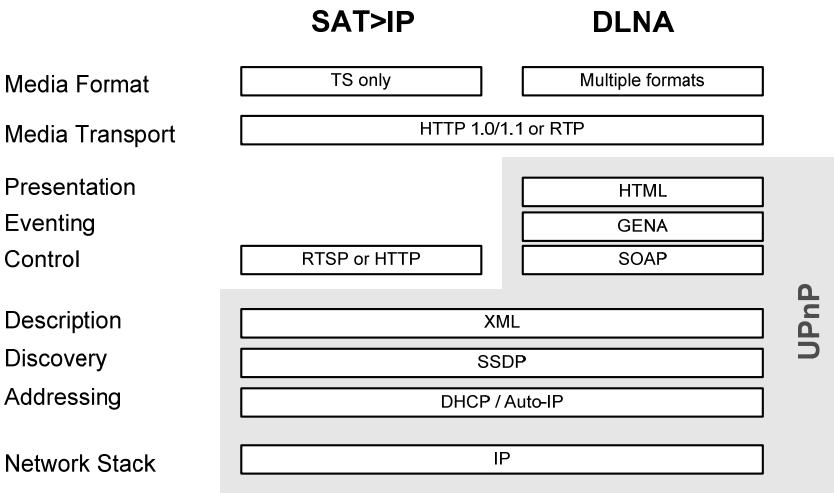 SAT>IP DLNA
Media Format TS only Multiple formats
Media Transport HTTP 1.0/1.1 or RTP
Presentation HTML
Eventing GENA
Control RTSP or HTTP SOAP
UPnP
Description XML
Discovery SSDP
Addressing DHCP / Auto-IP
Network Stack IP